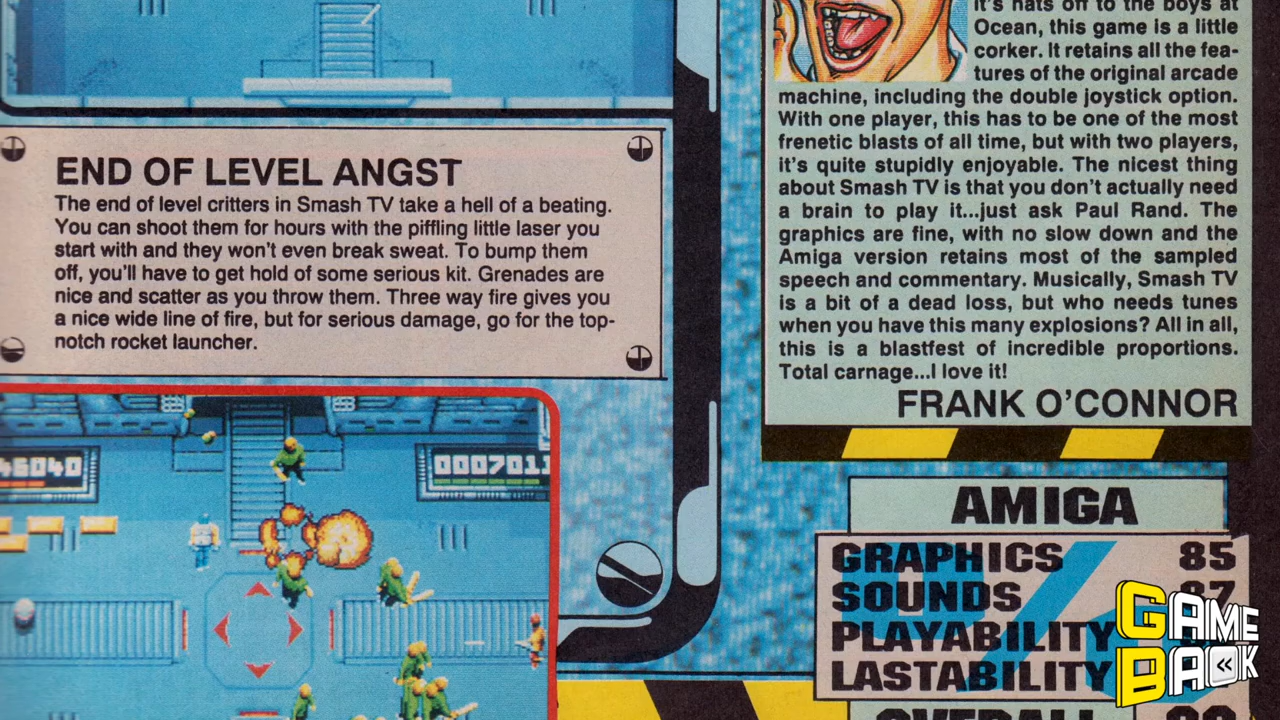 END OF LEVEL ANGST
The end of level critters in Smash TV take a hell of a beating.
You can shoot them for hours with the piffling little laser you
start with and they won't even break sweat. To bump them
off, you'll have to get hold of some serious kit. Grenades are
nice and scatter as you throw them. Three way fire gives you
a nice wide line of fire, but for serious damage, go for the top-
notch rocket launcher.
It's hats off to the boys at
Ocean, this game is a little
corker. It retains all the fea-
tures of the original arcade
machine, including the double joystick option.
With one player, this has to be one of the most
frenetic blasts of all time, but with two players,
it's quite stupidly enjoyable. The nicest thing
about Smash TV is that you don't actually need
a brain to play it...just ask Paul Rand. The
graphics are fine, with no slow down and the
Amiga version retains most of the sampled
speech and commentary. Musically, Smash TV
is a bit of a dead loss, but who needs tunes
when you have this many explosions? All in all,
this is a blastfest of incredible proportions.
Total carnage...I love it!
FRANK O'CONNOR
AMIGA
GRAPHICS 85
SOUNDS
PLAYABILITY
LASTABILITY
OVERALL
GAME
BACK